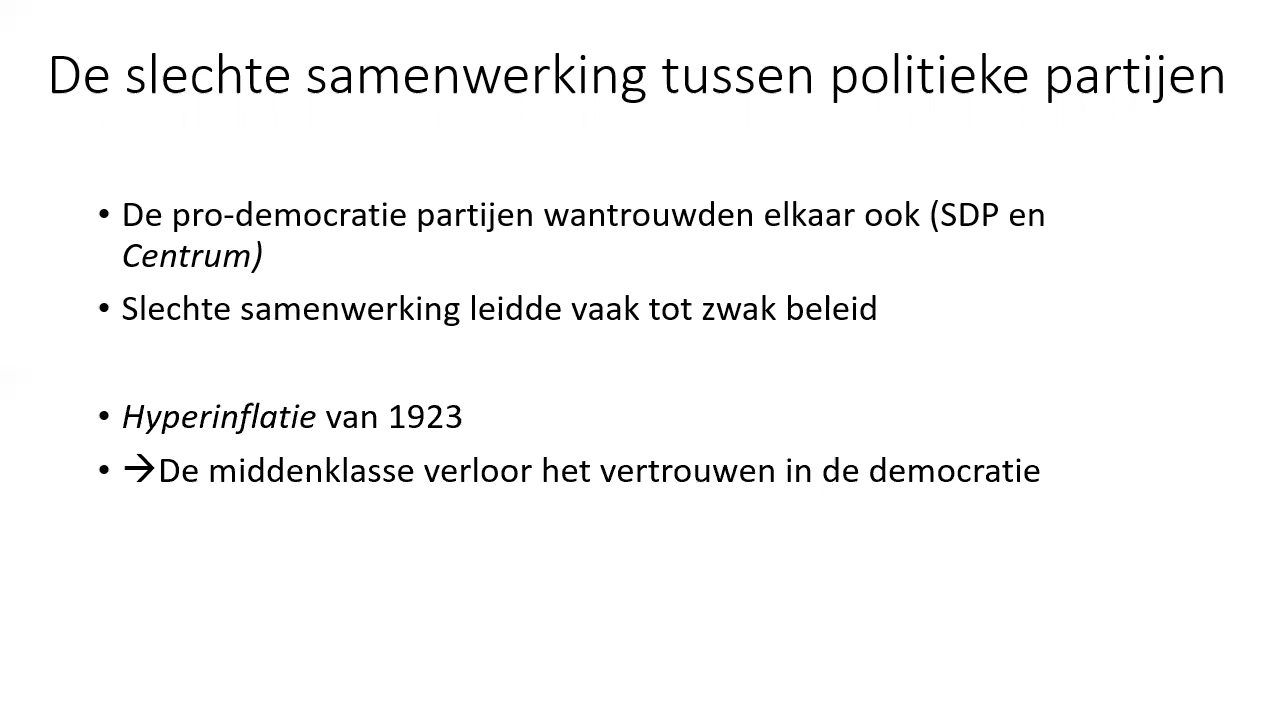 De slechte samenwerking tussen politieke partijen
• De pro-democratie partijen wantrouwden elkaar ook (SDP en
Centrum)
• Slechte samenwerking leidde vaak tot zwak beleid
• Hyperinflatie van 1923
• →De middenklasse verloor het vertrouwen in de democratie